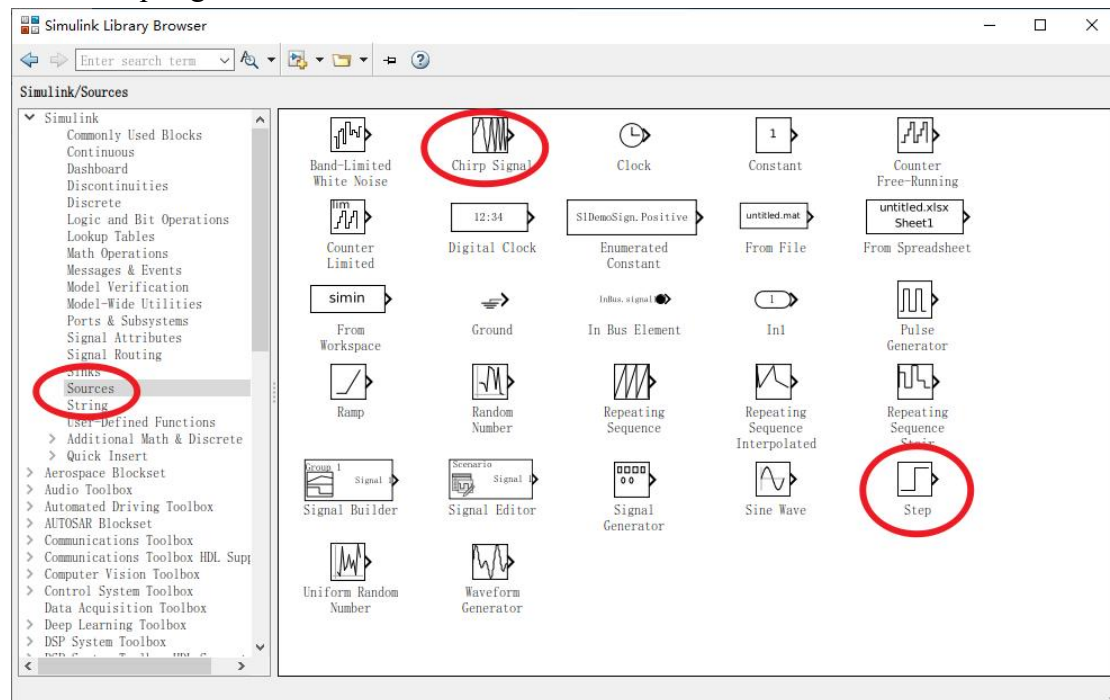 Simulink Library Browser
Enter search term
Simulink/Sources
Simulink
Commonly Used Blocks
Continuous
Dashboard
Discontinuities
Discrete
Logic and Bit Operations
Lookup Tables
Math Operations
Messages & Events
Model Verification
Model-Wide Utilities
Ports & Subsystems
Signal Attributes
Signal Routing
Sinks
Sources
String
User-Defined Functions
Additional Math & Discrete
Quick Insert
Aerospace Blockset
Audio Toolbox
Automated Driving Toolbox
AUTOSAR Blockset
Communications Toolbox
Communications Toolbox HDL Supp
Computer Vision Toolbox
Control System Toolbox
Data Acquisition Toolbox
Deep Learning Toolbox
DSP System Toolbox
Band-Limited
White Noise
Chirp Signal
Clock
1
Constant
Counter
Free-Running
lim
Counter
Limited
12:34
Digital Clock
SlDemoSign.Positive
Enumerated
Constant
untitled.mat
From File
untitled.xlsx
Sheet1
From Spreadsheet
simin
From
Workspace
Ground
InBus.signal1
In Bus Element
1
In1
Pulse
Generator
Ramp
Random
Number
Repeating
Sequence
Repeating
Sequence
Interpolated
Repeating
Sequence
Stair
Group 1
Signal 1
Signal Builder
Scenario
Signal 1
Signal Editor
Signal
Generator
Sine Wave
Step
Uniform Random
Number
Waveform
Generator